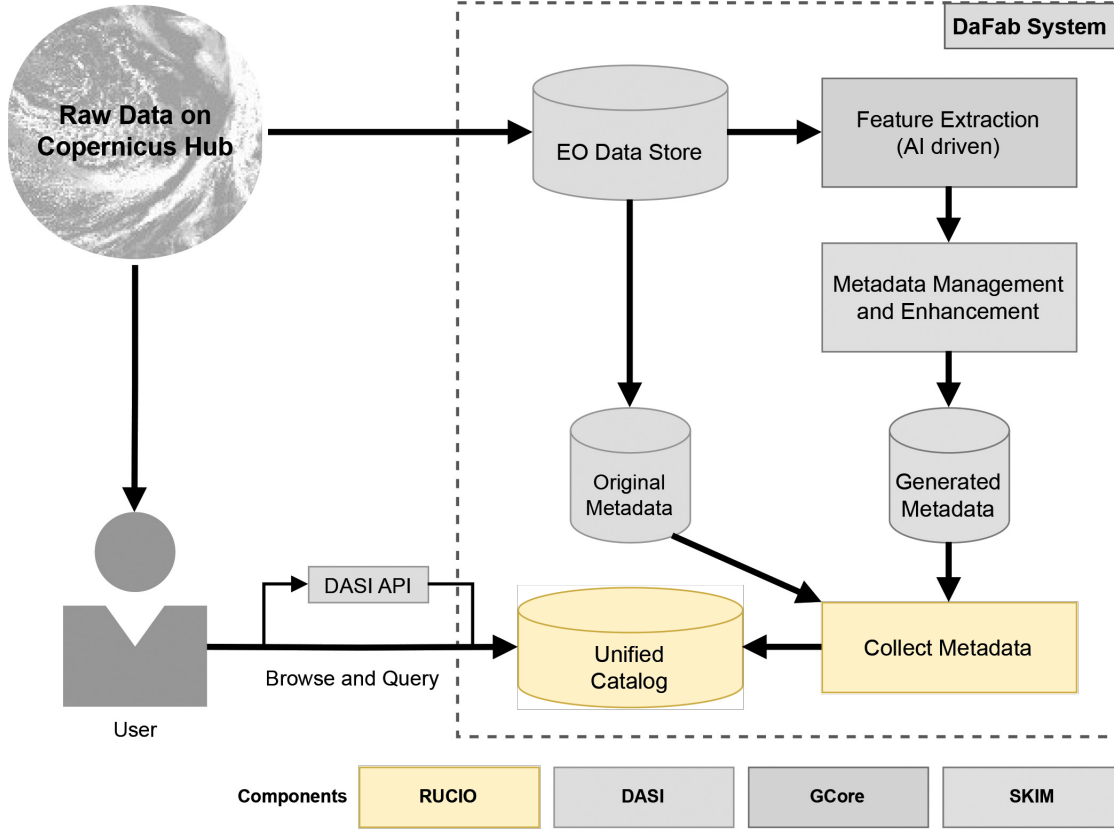 DaFab System
Raw Data on
Copernicus Hub
EO Data Store
Feature Extraction
(AI driven)
Metadata Management
and Enhancement
Original
Metadata
Generated
Metadata
DASI API
Browse and Query
User
Unified
Catalog
Collect Metadata
Components
RUCIO
DASI
GCore
SKIM